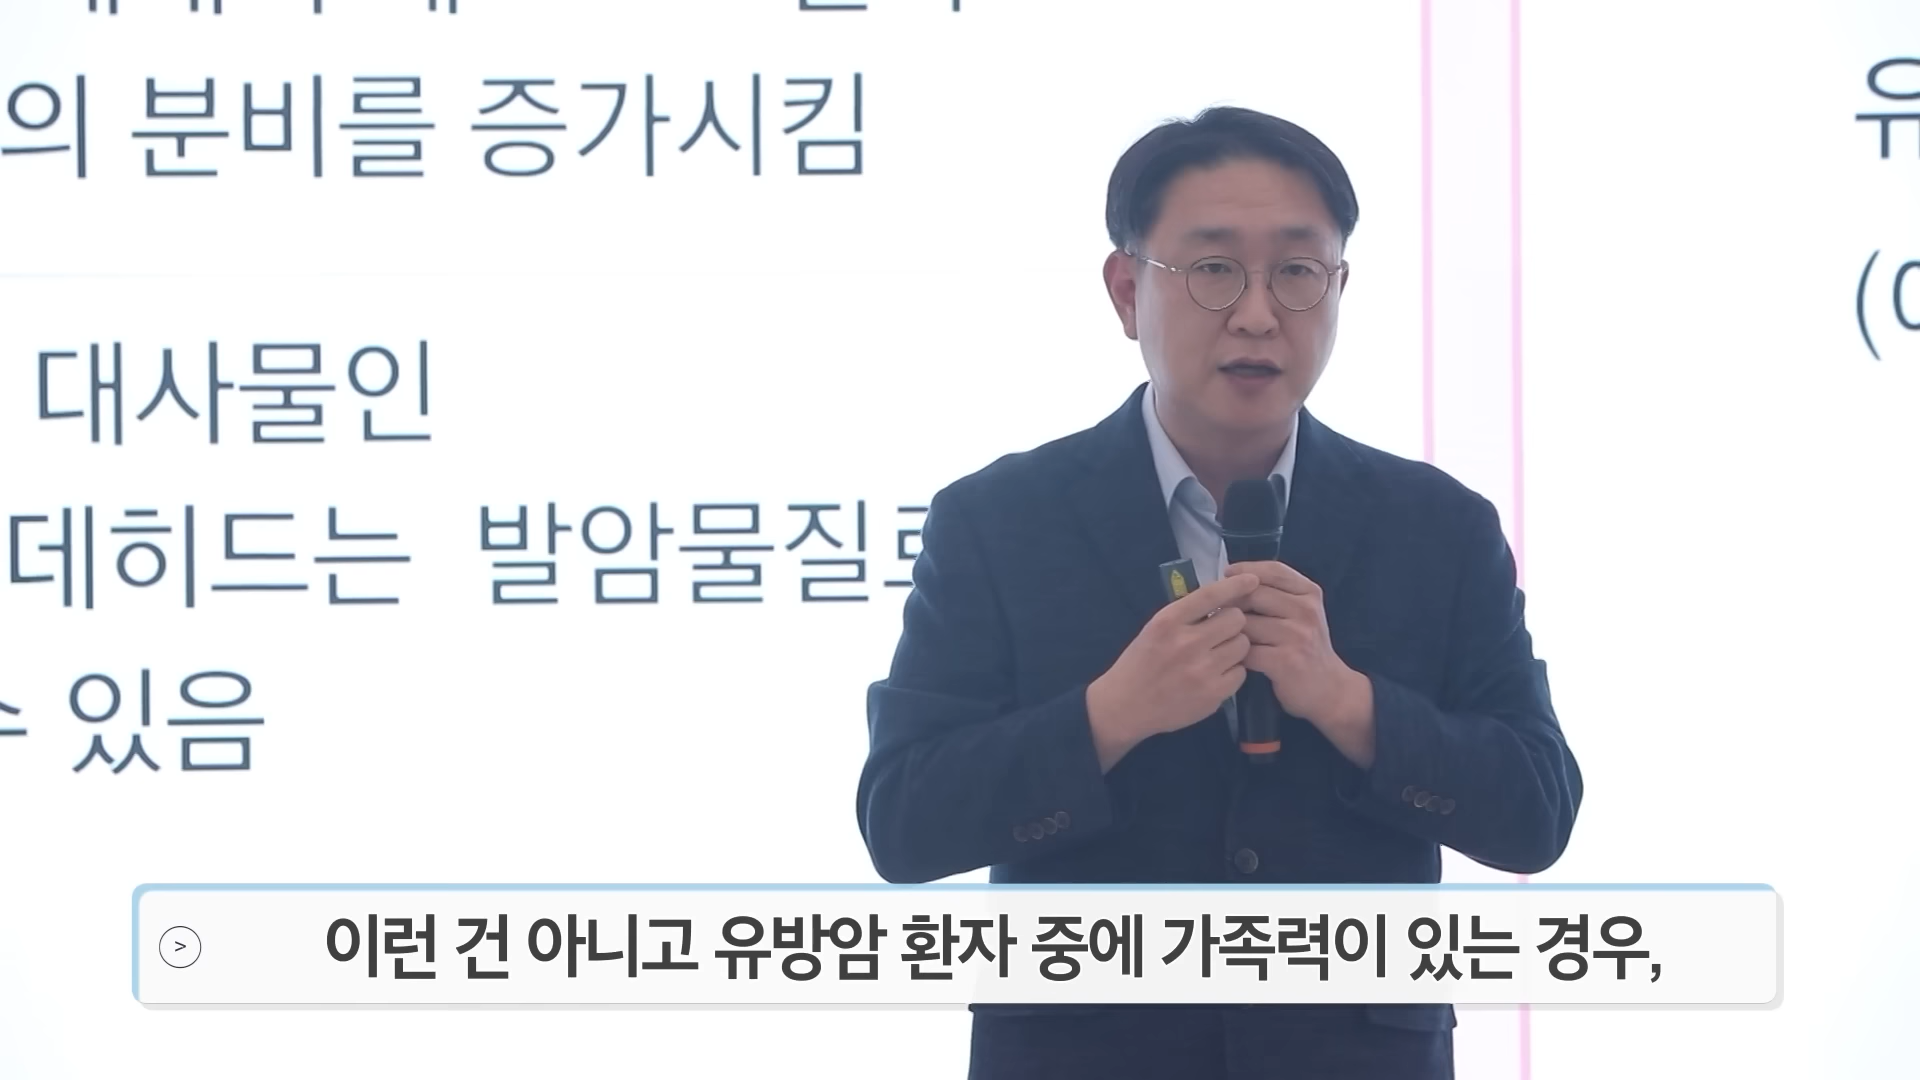 의 분비를 증가시킴
대사물인
데히드는 발암물질로
있음
유
이런 건 아니고 유방암 환자 중에 가족력이 있는 경우,